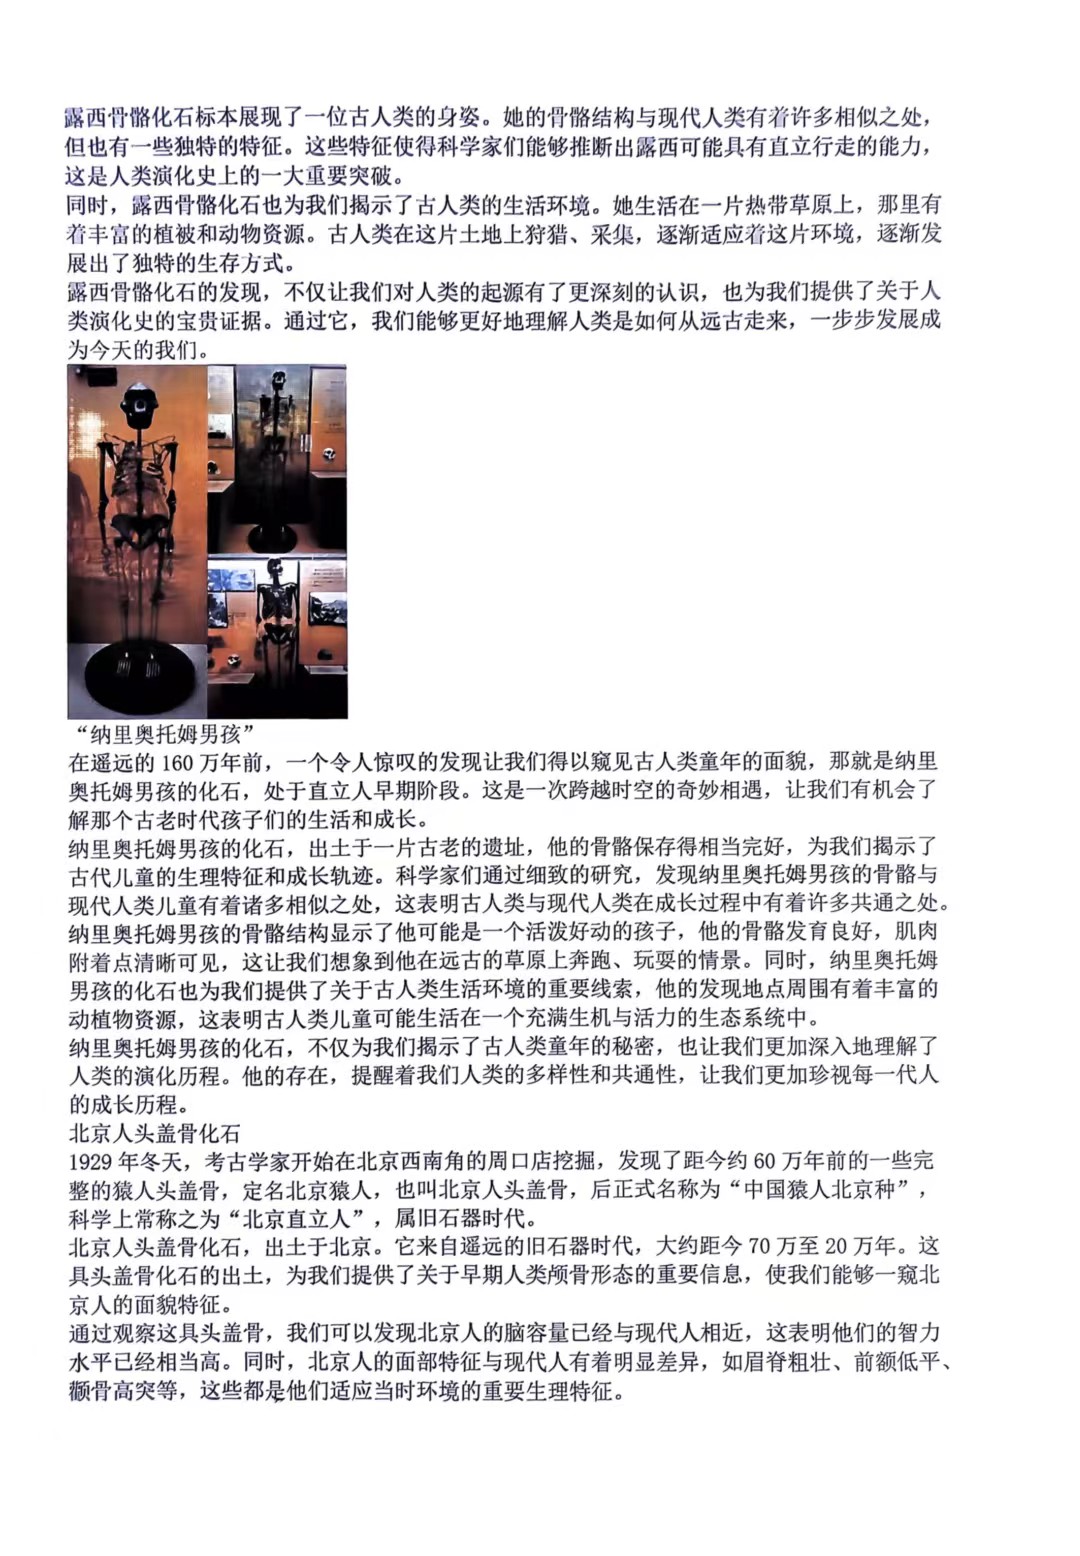 露西骨骼化石标本展现了一位古人类的身姿。她的骨骼结构与现代人类有着许多相似之处，
但也有一些独特的特征。这些特征使得科学家们能够推断出露西可能具有直立行走的能力，
这是人类演化史上的一大重要突破。
同时，露西骨骼化石也为我们揭示了古人类的生活环境。她生活在一片热带草原上，那里有
着丰富的植被和动物资源。古人类在这片土地上狩猎、采集，逐渐适应着这片环境，逐渐发
展出了独特的生存方式。
露西骨骼化石的发现，不仅让我们对人类的起源有了更深刻的认识，也为我们提供了关于人
类演化史的宝贵证据。通过它，我们能够更好地理解人类是如何从远古走来，一步步发展成
为今天的我们。
“纳里奥托姆男孩”
在遥远的 160 万年前，一个令人惊叹的发现让我们得以窥见古人类童年的面貌，那就是纳里
奥托姆男孩的化石，处于直立人早期阶段。这是一次跨越时空的奇妙相遇，让我们有机会了
解那个古老时代孩子们的生活和成长。
纳里奥托姆男孩的化石，出土于一片古老的遗址，他的骨骼保存得相当完好，为我们揭示了
古代儿童的生理特征和成长轨迹。科学家们通过细致的研究，发现纳里奥托姆男孩的骨骼与
现代人类儿童有着诸多相似之处，这表明古人类与现代人类在成长过程中有着许多共通之处。
纳里奥托姆男孩的骨骼结构显示了他可能是一个活泼好动的孩子，他的骨骼发育良好，肌肉
附着点清晰可见，这让我们想象到他在远古的草原上奔跑、玩耍的情景。同时，纳里奥托姆
男孩的化石也为我们提供了关于古人类生活环境的重要线索，他的发现地点周围有着丰富的
动植物资源，这表明古人类儿童可能生活在一个充满生机与活力的生态系统中。
纳里奥托姆男孩的化石，不仅为我们揭示了古人类童年的秘密，也让我们更加深入地理解了
人类的演化历程。他的存在，提醒着我们人类的多样性和共通性，让我们更加珍视每一代人
的成长历程。
北京人头盖骨化石
1929 年冬天，考古学家开始在北京西南角的周口店挖掘，发现了距今约 60 万年前的一些完
整的猿人头盖骨，定名北京猿人，也叫北京人头盖骨，后正式名称为“中国猿人北京种”，
科学上常称之为“北京直立人”，属旧石器时代。
北京人头盖骨化石，出土于北京。它来自遥远的旧石器时代，大约距今 70 万至 20 万年。这
具头盖骨化石的出土，为我们提供了关于早期人类颅骨形态的重要信息，使我们能够一窥北
京人的面貌特征。
通过观察这具头盖骨，我们可以发现北京人的脑容量已经与现代人相近，这表明他们的智力
水平已经相当高。同时，北京人的面部特征与现代人有着明显差异，如眉脊粗壮、前额低平、
颧骨高突等，这些都是他们适应当时环境的重要生理特征。